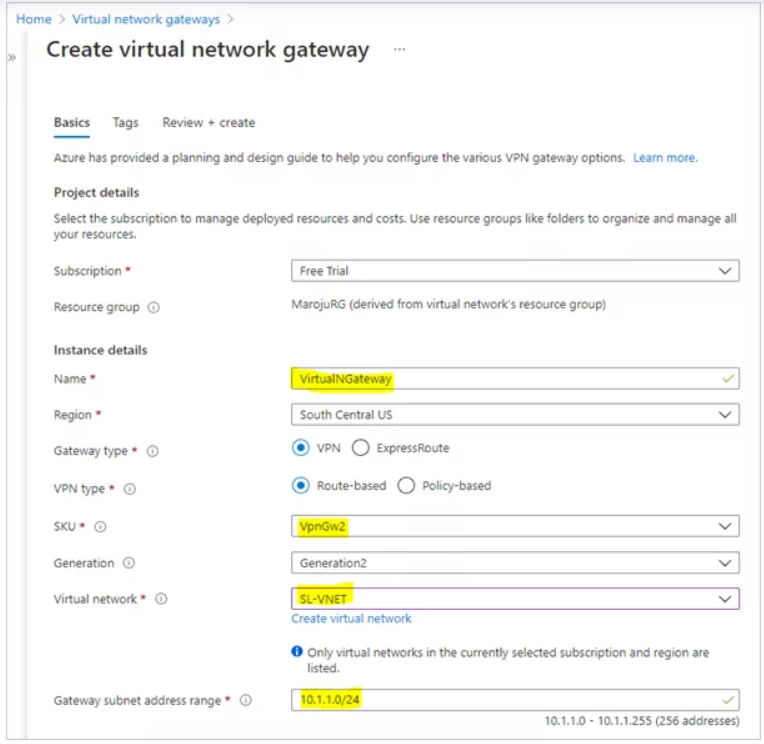 Home > Virtual network gateways >
»
Create virtual network gateway ...
Basics Tags Review + create
Azure has provided a planning and design guide to help you configure the various VPN gateway options. Learn more.
Project details
Select the subscription to manage deployed resources and costs. Use resource groups like folders to organize and manage all
your resources.
Subscription * Free Trial
Resource group MarojuRG (derived from virtual network's resource group)
Instance details
Name * VirtualNGateway
Region * South Central US
Gateway type * VPN ExpressRoute
VPN type * Route-based Policy-based
SKU * VpnGw2
Generation Generation2
Virtual network * SL-VNET
Create virtual network
Only virtual networks in the currently selected subscription and region are
listed.
Gateway subnet address range * 10.1.1.0/24
10.1.1.0 - 10.1.1.255 (256 addresses)